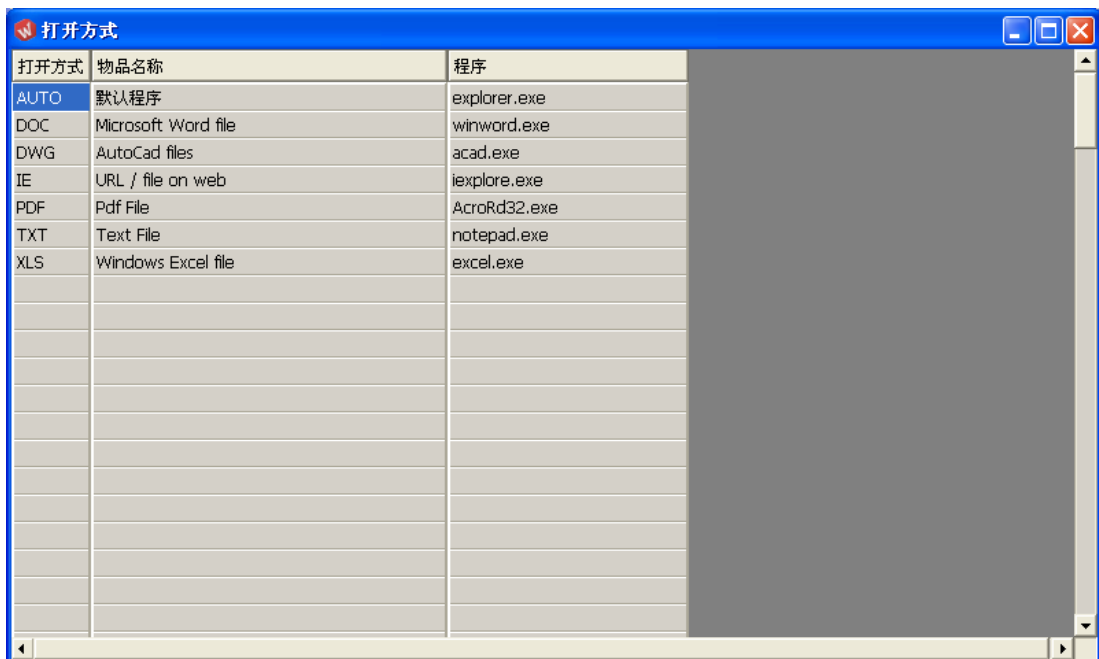 打开方式
打开方式 物品名称 程序
AUTO 默认程序 explorer.exe
DOC Microsoft Word file winword.exe
DWG AutoCad files acad.exe
IE URL / file on web iexplore.exe
PDF Pdf File AcroRd32.exe
TXT Text File notepad.exe
XLS Windows Excel file excel.exe